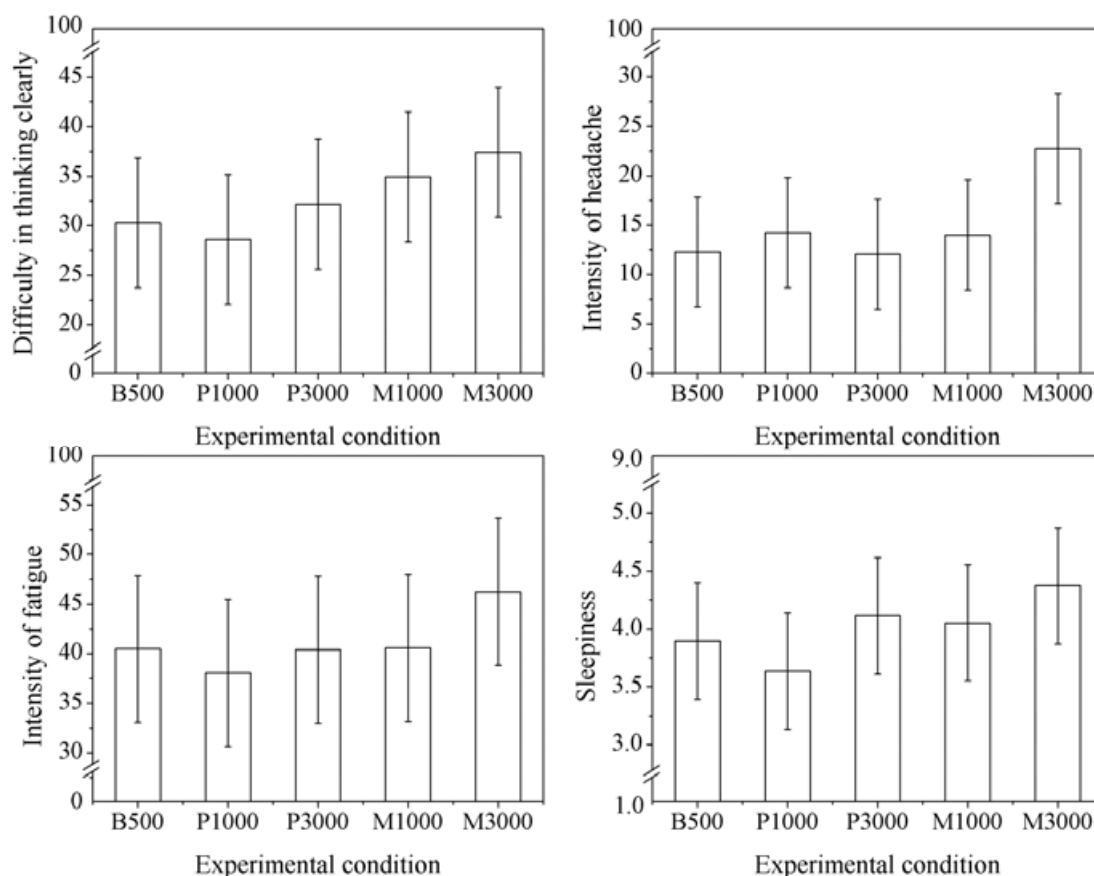 Difficulty in thinking clearly
100
45
40
35
30
25
20
0
B500 P1000 P3000 M1000 M3000
Experimental condition
Intensity of headache
100
30
25
20
15
10
5
0
B500 P1000 P3000 M1000 M3000
Experimental condition
Intensity of fatigue
100
55
50
45
40
35
30
0
B500 P1000 P3000 M1000 M3000
Experimental condition
Sleepiness
9.0
5.0
4.5
4.0
3.5
3.0
1.0
B500 P1000 P3000 M1000 M3000
Experimental condition